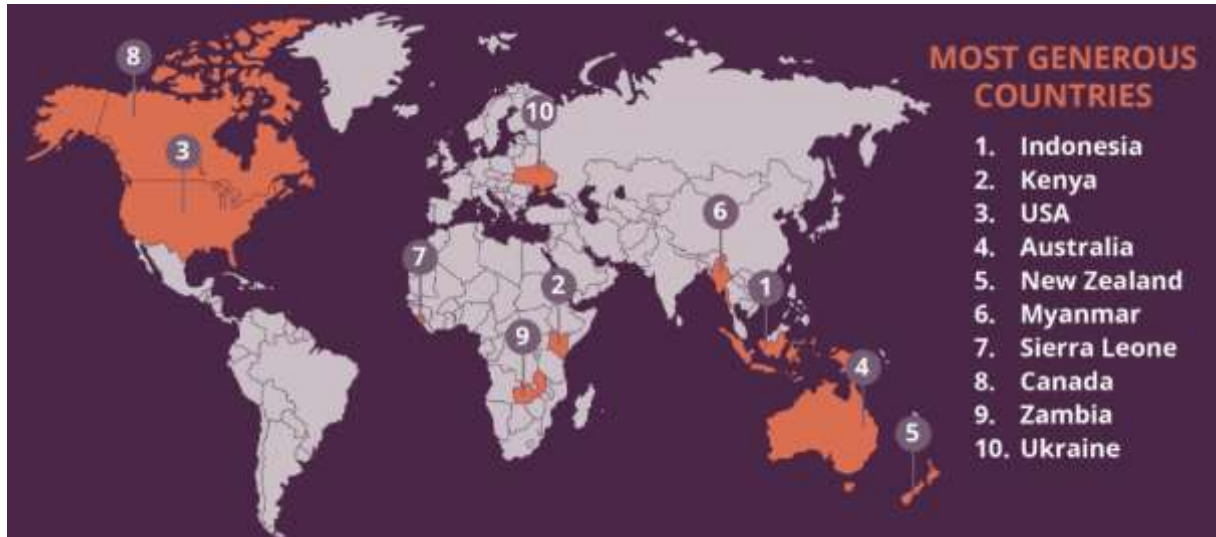 MOST GENEROUS
COUNTRIES
1. Indonesia
2. Kenya
3. USA
4. Australia
5. New Zealand
6. Myanmar
7. Sierra Leone
8. Canada
9. Zambia
10. Ukraine
8
10
3
6
7
2
1
9
4
5